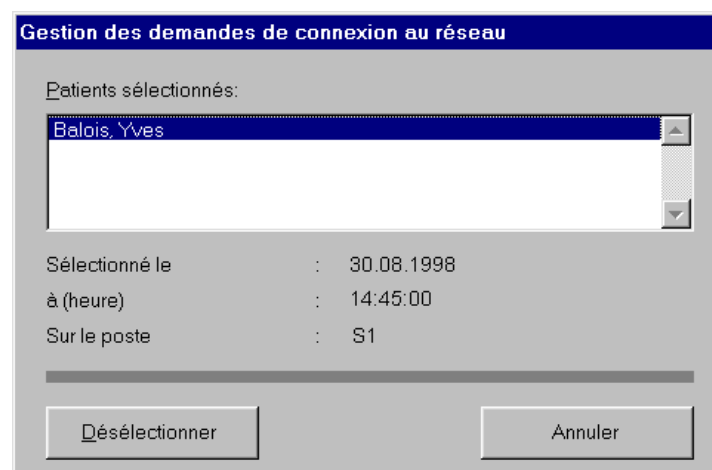 Gestion des demandes de connexion au réseau
Patients sélectionnés:
Balois, Yves
Sélectionné le : 30.08.1998
à (heure) : 14:45:00
Sur le poste : S1
Désélectionner Annuler